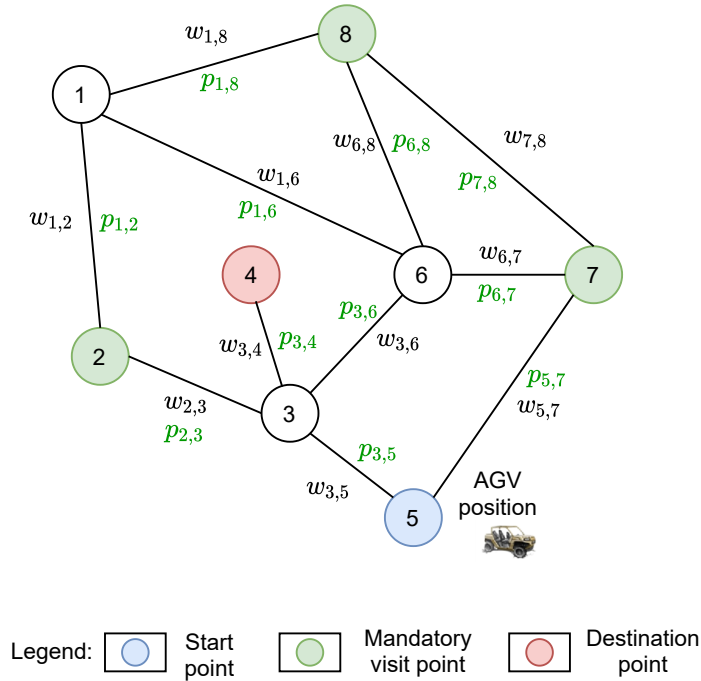 w1,8
8
p1,8
1
w6,8
p6,8
w7,8
w1,6
p7,8
p1,6
w1,2
p1,2
w6,7
4
6
7
p6,7
p3,6
w3,4
p3,4
w3,6
2
p5,7
w2,3
w5,7
3
p2,3
p3,5
w3,5
AGV
position
5
Legend:
Start
point
Mandatory
visit point
Destination
point